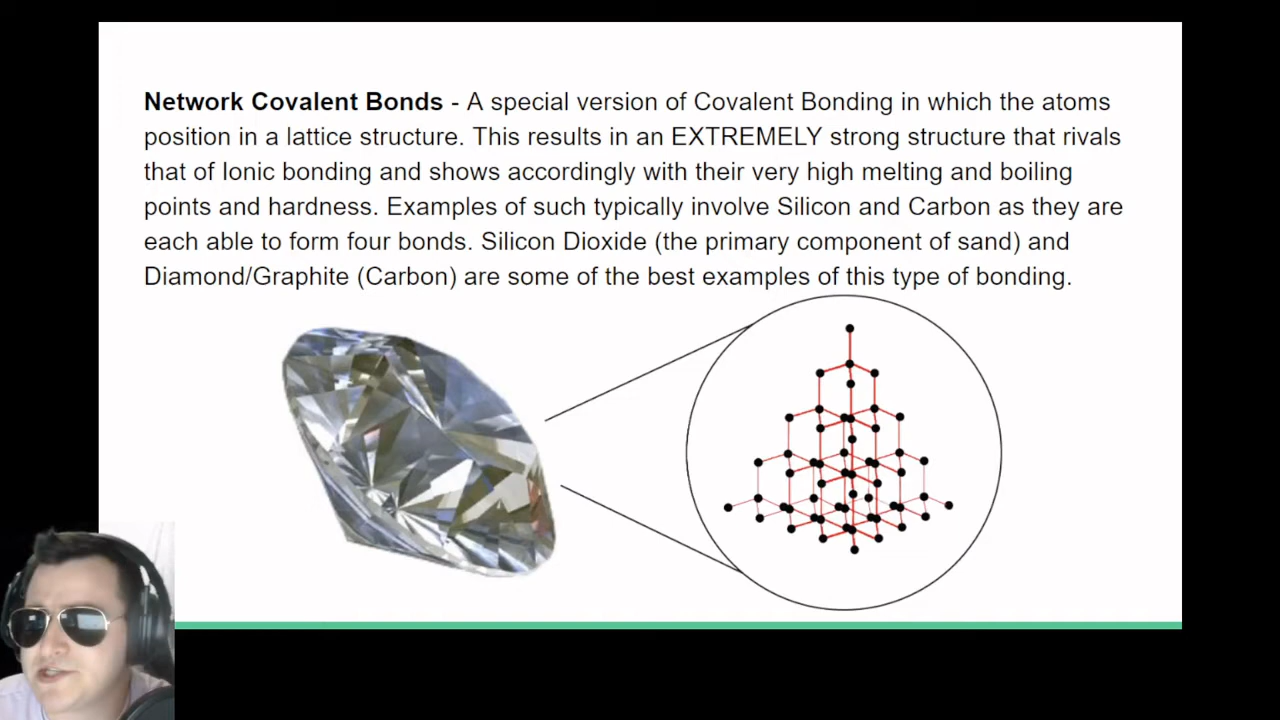 Network Covalent Bonds - A special version of Covalent Bonding in which the atoms
position in a lattice structure. This results in an EXTREMELY strong structure that rivals
that of Ionic bonding and shows accordingly with their very high melting and boiling
points and hardness. Examples of such typically involve Silicon and Carbon as they are
each able to form four bonds. Silicon Dioxide (the primary component of sand) and
Diamond/Graphite (Carbon) are some of the best examples of this type of bonding.